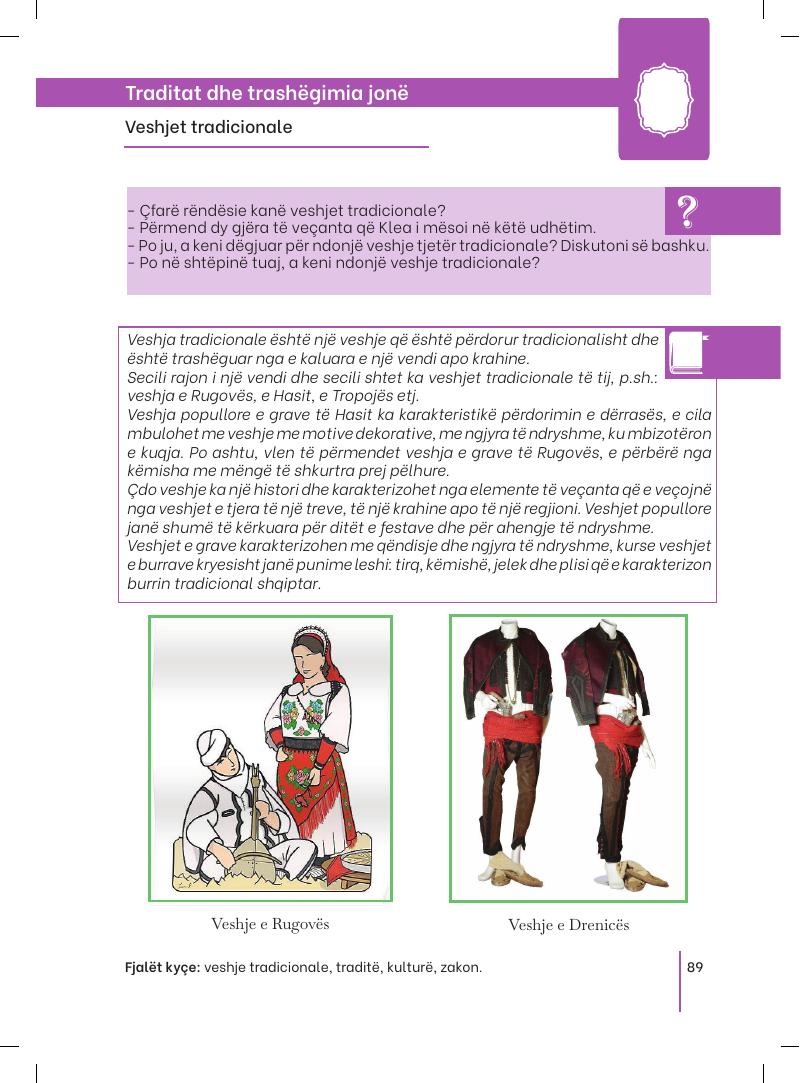 Traditat dhe trashëgimia jonë
Veshjet tradicionale
- Çfarë rëndësie kanë veshjet tradicionale?
- Përmend dy gjëra të veçanta që Klea i mësoi në këtë udhëtim.
- Po ju, a keni dëgjuar për ndonjë veshje tjetër tradicionale? Diskutoni së bashku.
- Po në shtëpinë tuaj, a keni ndonjë veshje tradicionale?
?
Veshja tradicionale është një veshje që është përdorur tradicionalisht dhe
është trashëguar nga e kaluara e një vendi apo krahine.
Secili rajon i një vendi dhe secili shtet ka veshjet tradicionale të tij, p.sh.:
veshja e Rugovës, e Hasit, e Tropojës etj.
Veshja popullore e grave të Hasit ka karakteristikë përdorimin e dërrasës, e cila
mbulohet me veshje me motive dekorative, me ngjyra të ndryshme, ku mbizotëron
e kuqja. Po ashtu, vlen të përmendet veshja e grave të Rugovës, e përbërë nga
këmisha me mëngë të shkurtra prej pëlhure.
Çdo veshje ka një histori dhe karakterizohet nga elemente të veçanta që e veçojnë
nga veshjet e tjera të një treve, të një krahine apo të një regjioni. Veshjet popullore
janë shumë të kërkuara për ditët e festave dhe për ahengje të ndryshme.
Veshjet e grave karakterizohen me qëndisje dhe ngjyra të ndryshme, kurse veshjet
e burrave kryesisht janë punime leshi: tirq, këmishë, jelek dhe plisi që e karakterizon
burrin tradicional shqiptar.
Veshje e Rugovës
Veshje e Drenicës
Fjalët kyçe: veshje tradicionale, traditë, kulturë, zakon.
89